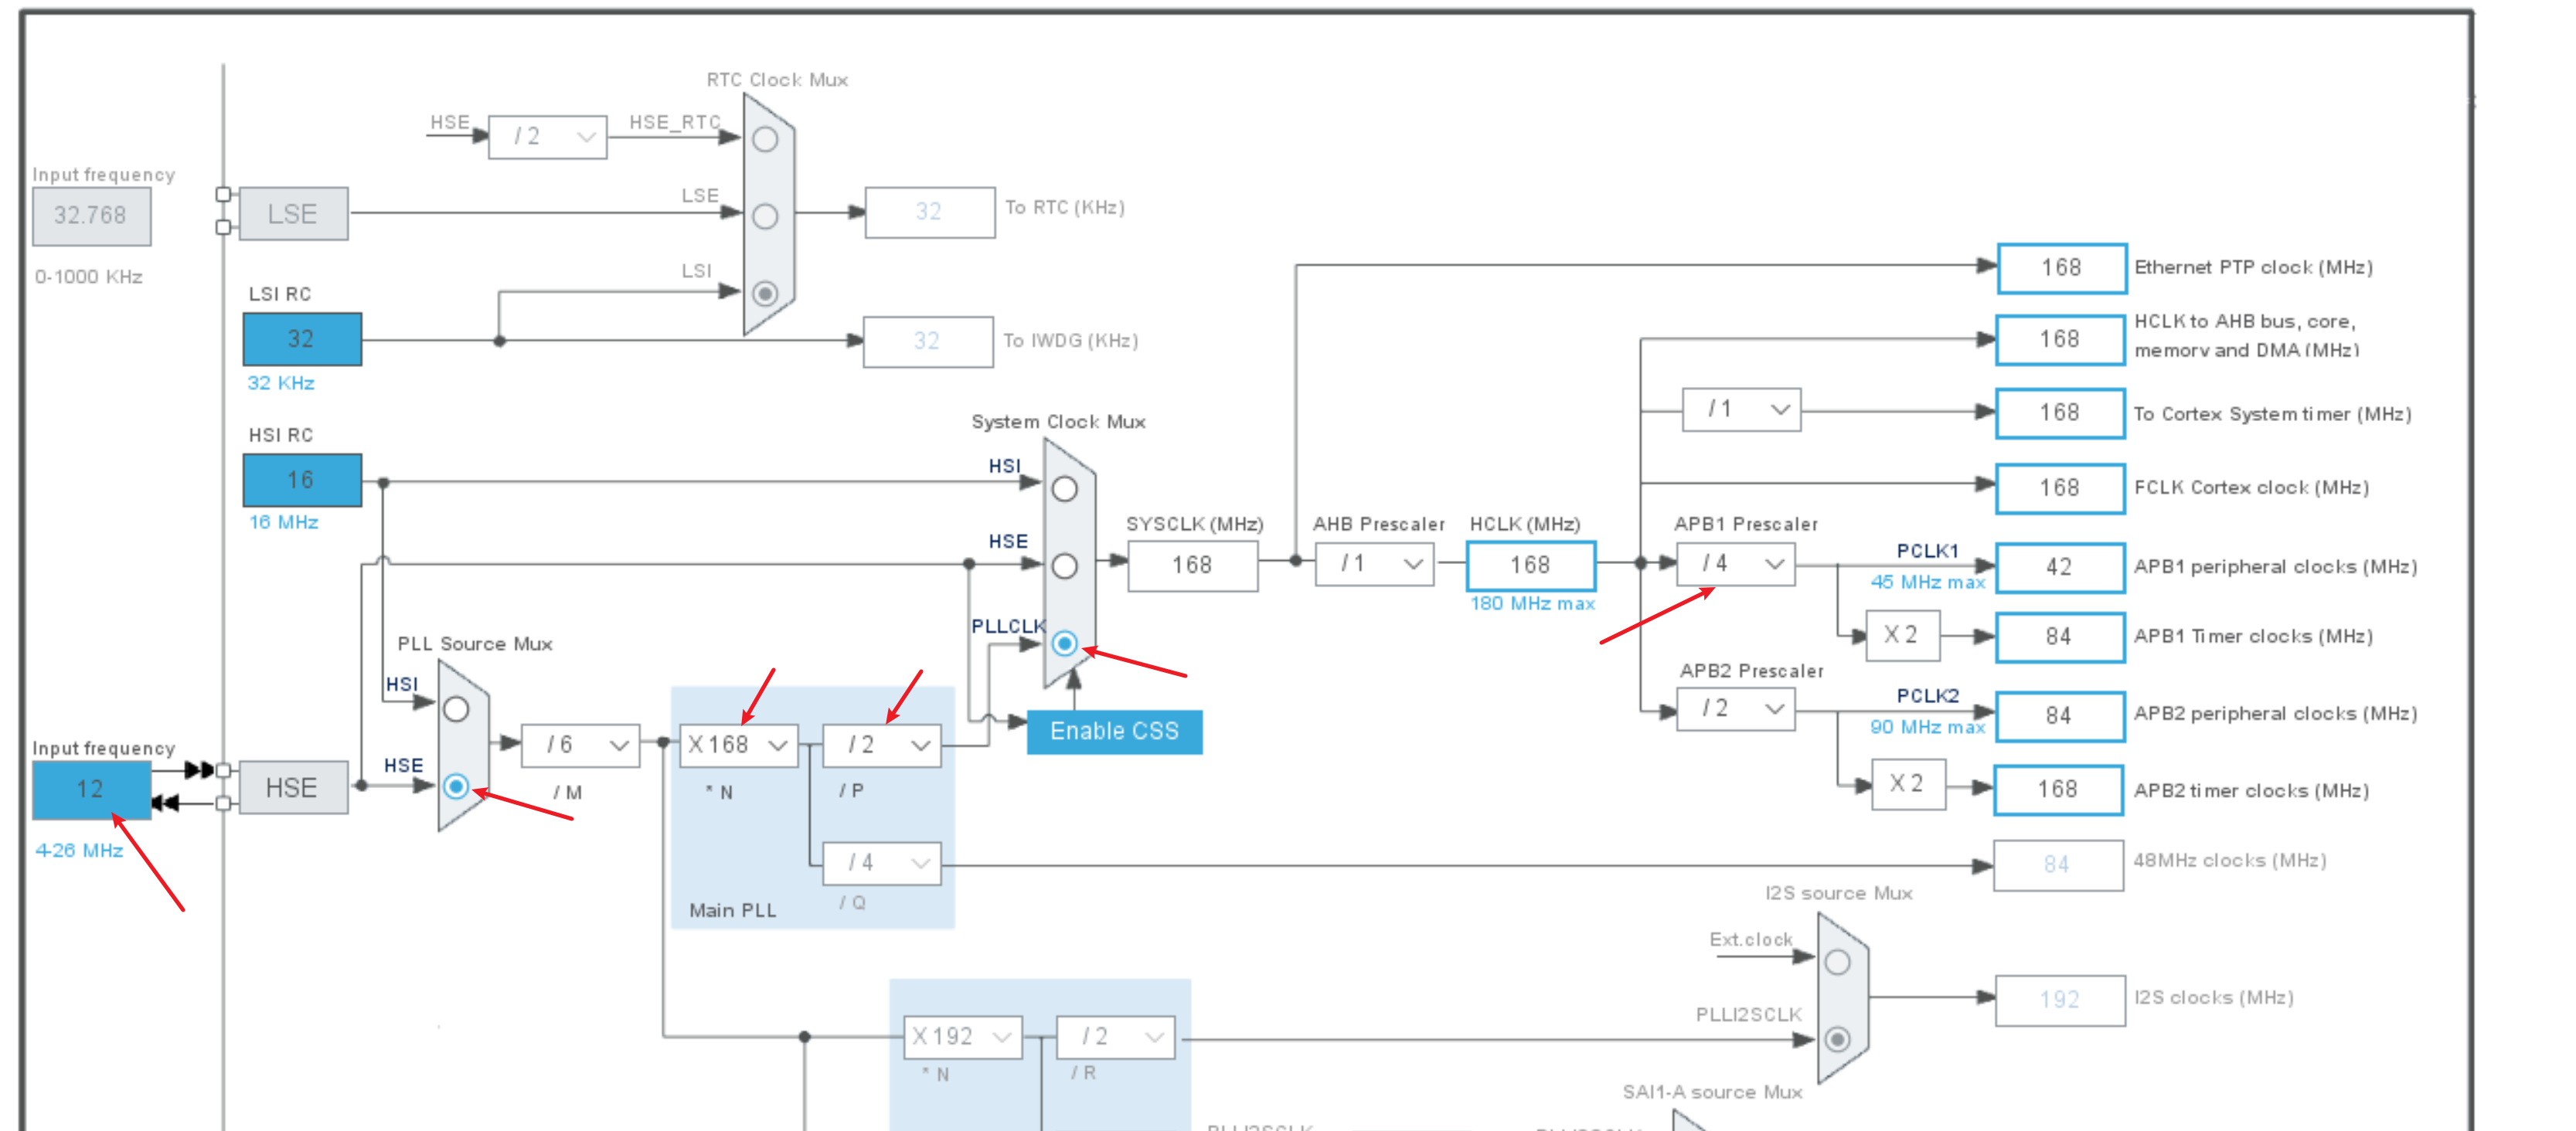 RTC Clock Mux
HSE
/ 2
HSE_RTC
Input frequency
32.768
0-1000 KHz
LSE
LSE
32
To RTC (KHz)
LSI
LSI RC
32
32 KHz
32
To IWDG (KHz)
HSI RC
16
16 MHz
System Clock Mux
HSI
HSE
PLLCLK
SYSCLK (MHz)
168
AHB Prescaler
/ 1
HCLK (MHz)
168
180 MHz max
168
Ethernet PTP clock (MHz)
168
HCLK to AHB bus, core,
memory and DMA (MHz)
/ 1
168
To Cortex System timer (MHz)
168
FCLK Cortex clock (MHz)
APB1 Prescaler
/ 4
PCLK1
45 MHz max
42
APB1 peripheral clocks (MHz)
X 2
84
APB1 Timer clocks (MHz)
APB2 Prescaler
/ 2
PCLK2
90 MHz max
84
APB2 peripheral clocks (MHz)
X 2
168
APB2 timer clocks (MHz)
PLL Source Mux
HSI
HSE
Input frequency
12
4-26 MHz
HSE
/ 6
/ M
X 168
* N
/ 2
/ P
/ 4
/ Q
Main PLL
Enable CSS
84
48MHz clocks (MHz)
I2S source Mux
Ext.clock
PLLI2SCLK
192
I2S clocks (MHz)
X 192
* N
/ 2
/ R
SAI1-A source Mux